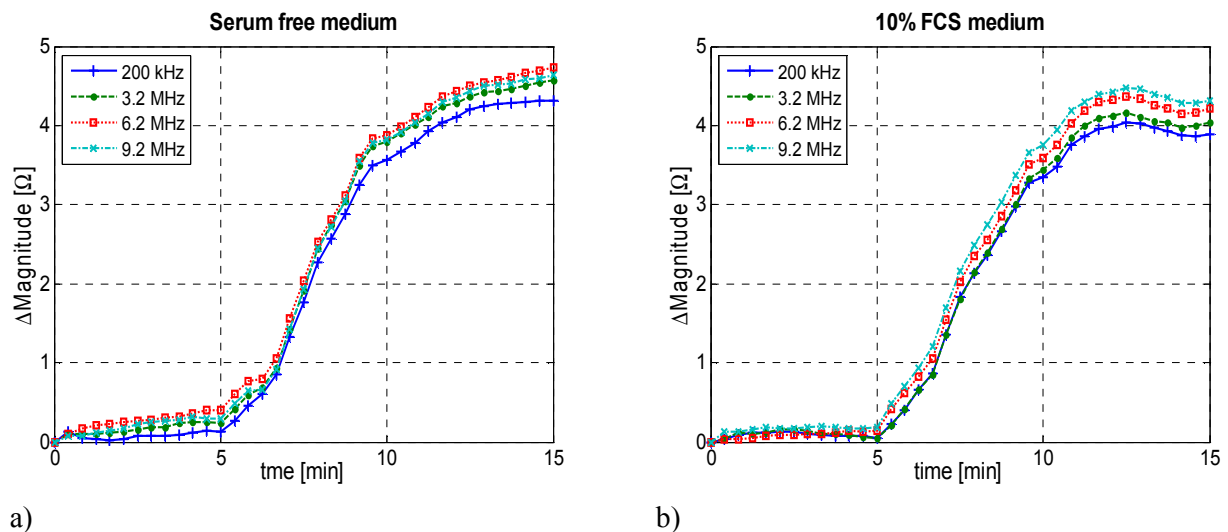 Serum free medium
5
4
3
2
1
0
ΔMagnitude [Ω]
200 kHz
3.2 MHz
6.2 MHz
9.2 MHz
0
5
10
15
tme [min]
a)
10% FCS medium
5
4
3
2
1
0
ΔMagnitude [Ω]
200 kHz
3.2 MHz
6.2 MHz
9.2 MHz
0
5
10
15
time [min]
b)